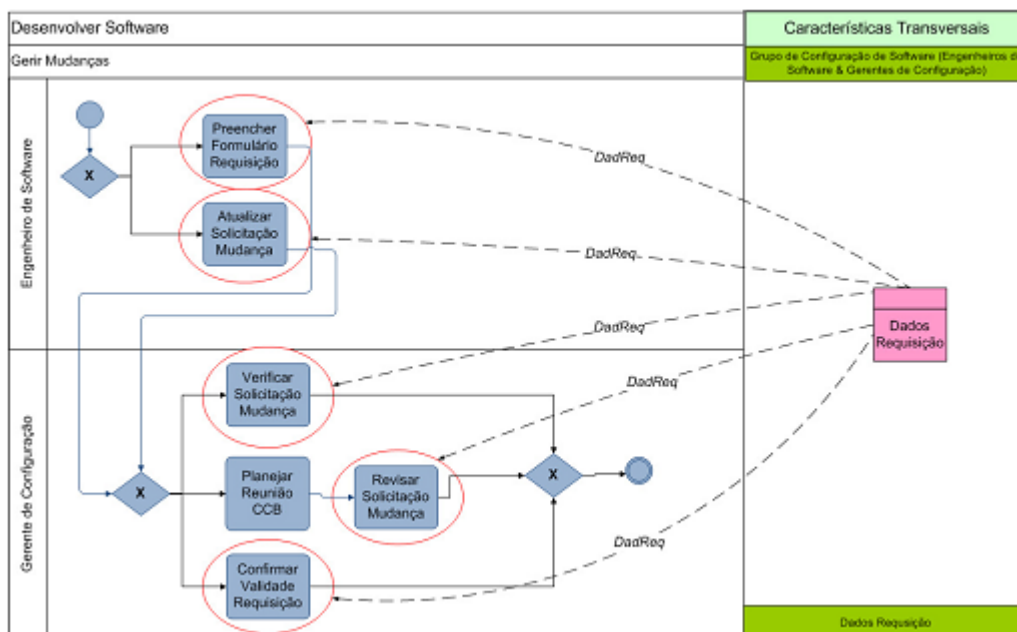 Desenvolver Software
Características Transversais
Gerir Mudanças
Grupo de Configuração de Software (Engenheiros d
Software & Gerentes de Configuração)
Engenheiro de Software
X
Preencher
Formulário
Requisição
DadReq
Atualizar
Solicitação
Mudança
DadReq
DadReq
Dados
Requisição
Gerente de Configuração
Verificar
Solicitação
Mudança
DadReq
X
Planejar
Reunião
CCB
Revisar
Solicitação
Mudança
X
DadReq
Confirmar
Validade
Requisição
Dados Requsição